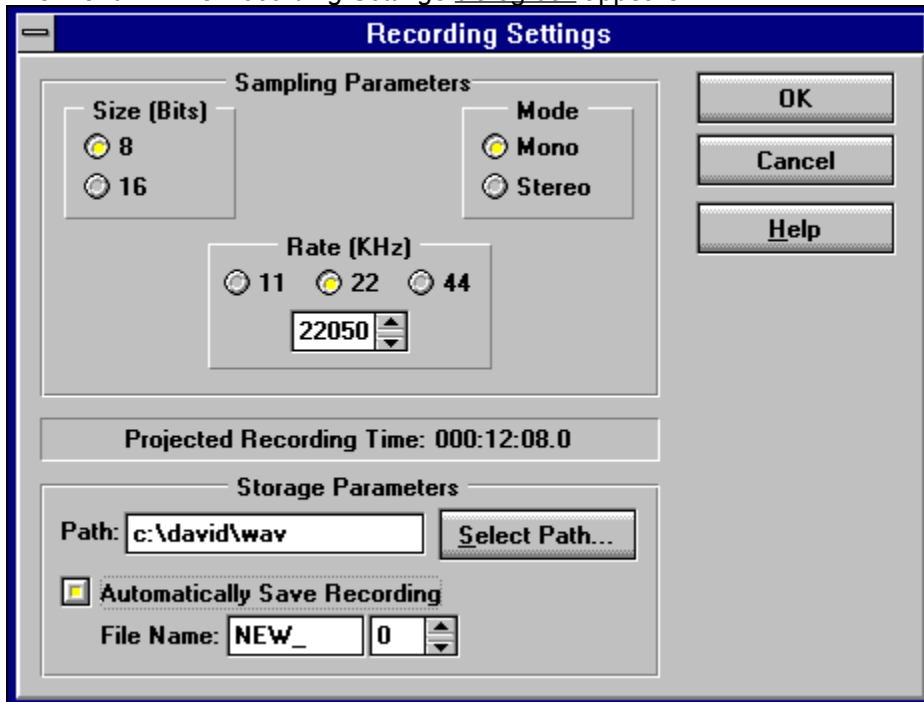 Recording Settings
Sampling Parameters
Size (Bits)
8
16
Mode
Mono
Stereo
Rate (KHz)
11 22 44
22050
OK
Cancel
Help
Projected Recording Time: 000:12:08.0
Storage Parameters
Path: c:\david\wav Select Path...
Automatically Save Recording
File Name: NEW_ 0